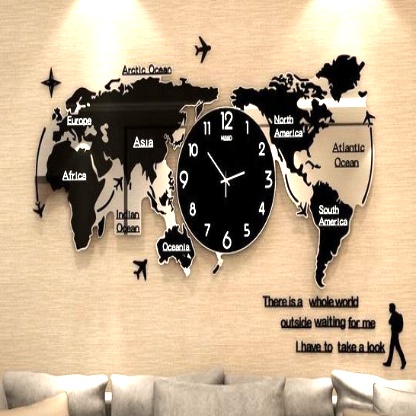 Arctic Ocean
Europe
Asia
Africa
Indian
Ocean
Oceania
12
1
2
3
4
5
6
7
8
9
10
11
North
America
Atlantic
Ocean
South
America
There is a whole world
outside waiting for me
I have to take a look